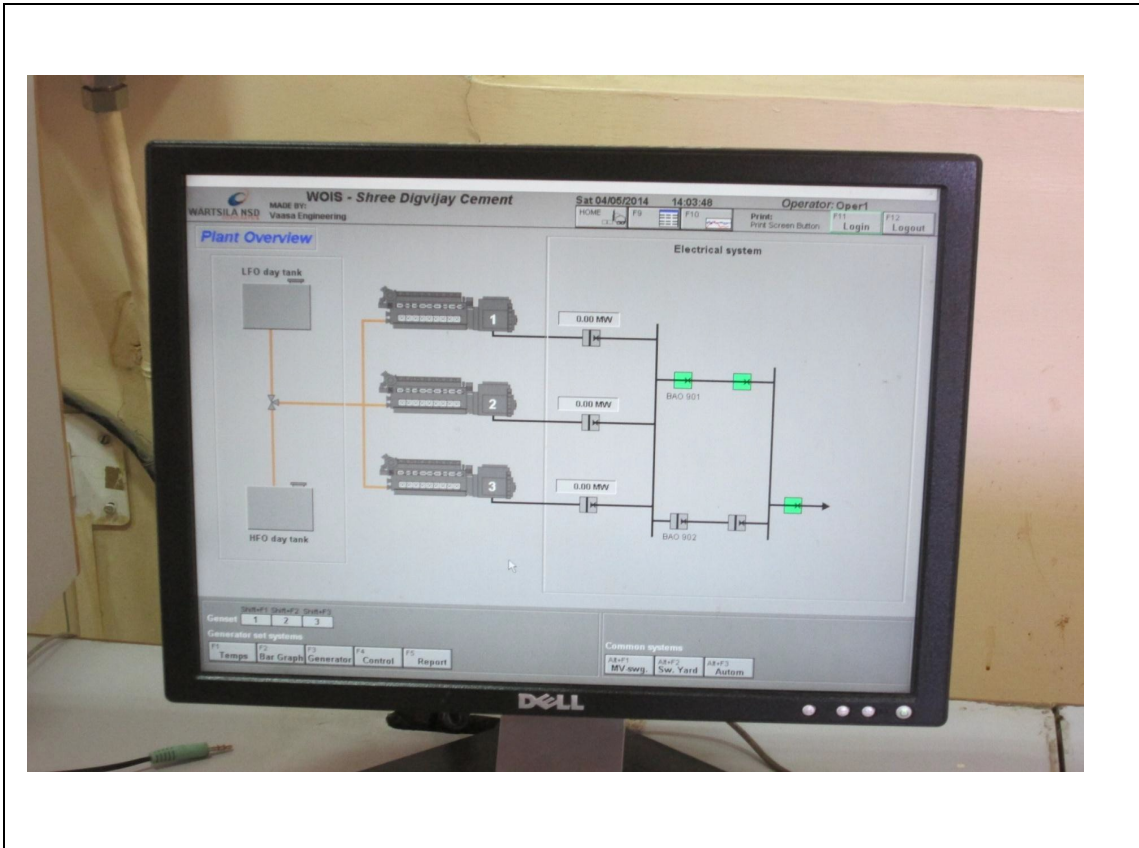 WOIS - Shree Digvijay Cement
WARTSILA NSD
MADE BY:
Vaasa Engineering
Sat 04/05/2014 14:03:48
Operator: Oper1
HOME
F9
F10
Print:
Print Screen Button
F11
Login
F12
Logout
Plant Overview
Electrical system
LFO day tank
1
0.00 MW
BAO 901
2
0.00 MW
3
0.00 MW
BAO 902
HFO day tank
Shift+F1 Shift+F2 Shift+F3
Genset 1 2 3
Generator set systems
F1 Temps
F2 Bar Graph
F3 Generator
F4 Control
F5 Report
Common systems
Alt+F1 MV-swg.
Alt+F2 Sw. Yard
Alt+F3 Autom
DELL